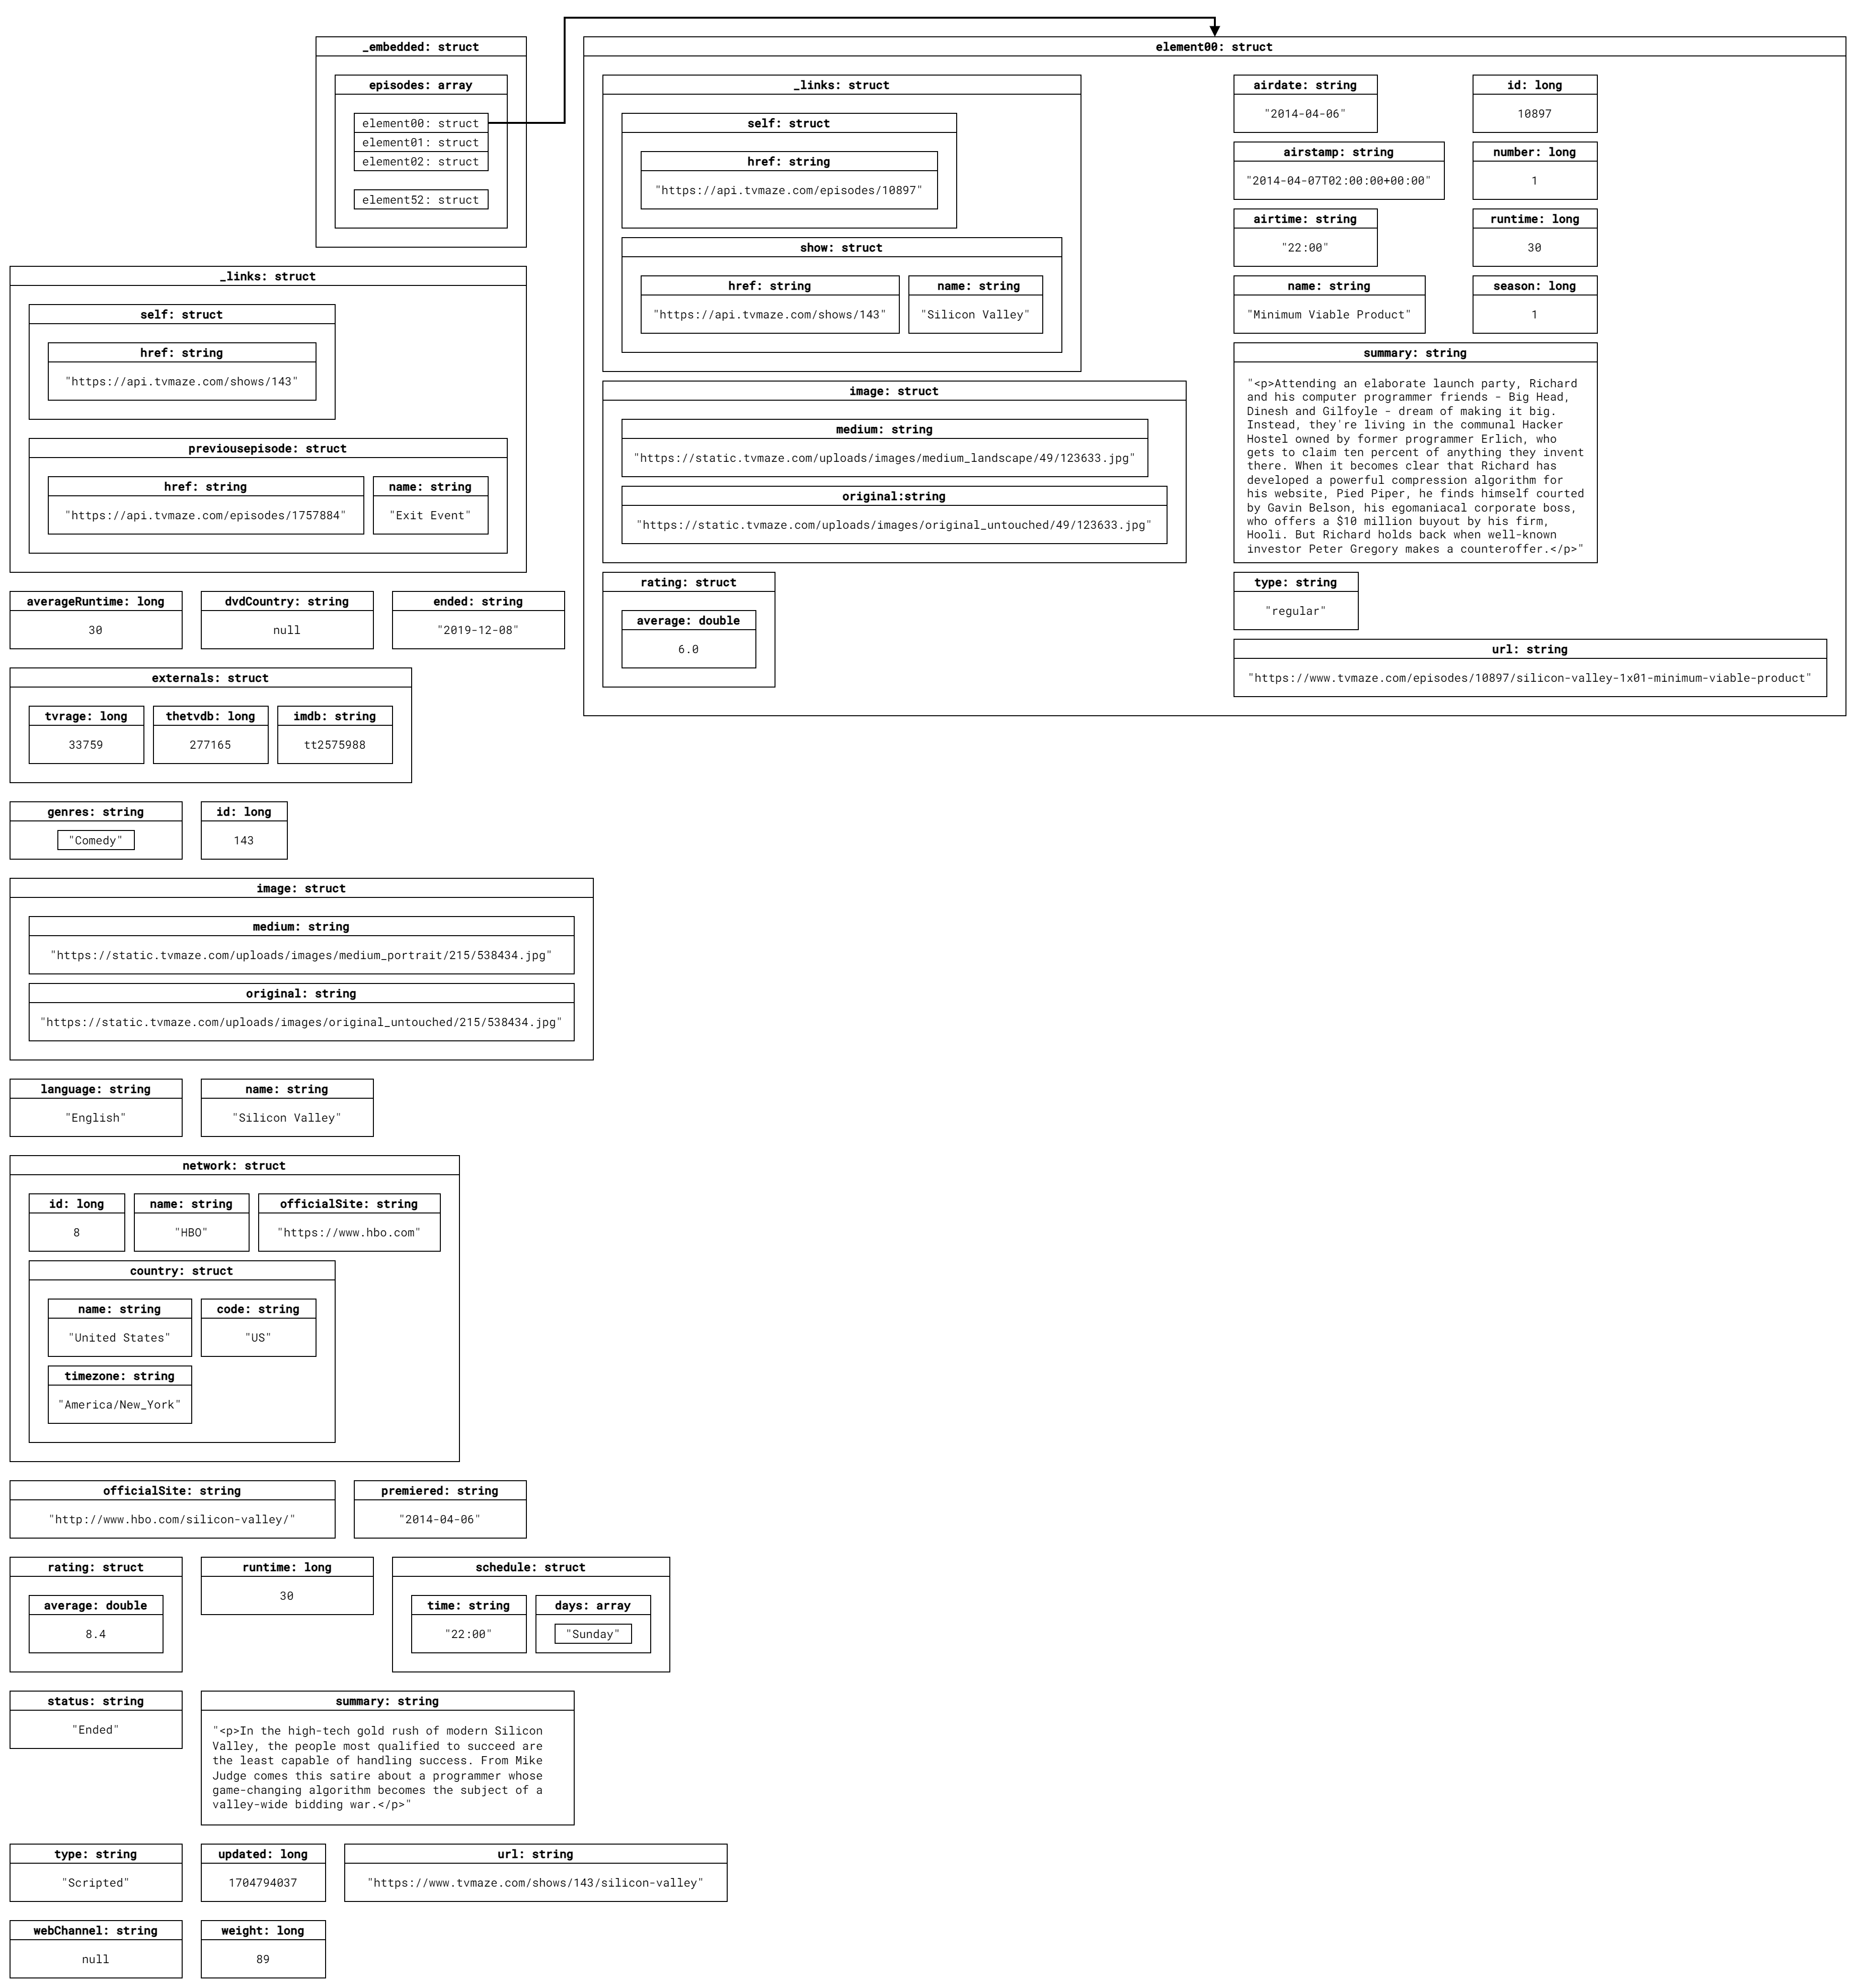 _embedded: struct
episodes: array
element00: struct
element01: struct
element02: struct
element52: struct
_links: struct
self: struct
href: string
"https://api.tvmaze.com/shows/143"
previousepisode: struct
href: string
"https://api.tvmaze.com/episodes/1757884"
name: string
"Exit Event"
averageRuntime: long
30
dvdCountry: string
null
ended: string
"2019-12-08"
externals: struct
tvrage: long
33759
thetvdb: long
277165
imdb: string
tt2575988
genres: string
"Comedy"
id: long
143
image: struct
medium: string
"https://static.tvmaze.com/uploads/images/medium_portrait/215/538434.jpg"
original: string
"https://static.tvmaze.com/uploads/images/original_untouched/215/538434.jpg"
language: string
"English"
name: string
"Silicon Valley"
network: struct
id: long
8
name: string
"HBO"
officialSite: string
"https://www.hbo.com"
country: struct
name: string
"United States"
code: string
"US"
timezone: string
"America/New_York"
officialSite: string
"http://www.hbo.com/silicon-valley/"
premiered: string
"2014-04-06"
rating: struct
average: double
8.4
runtime: long
30
schedule: struct
time: string
"22:00"
days: array
"Sunday"
status: string
"Ended"
summary: string
"<p>In the high-tech gold rush of modern Silicon
Valley, the people most qualified to succeed are
the least capable of handling success. From Mike
Judge comes this satire about a programmer whose
game-changing algorithm becomes the subject of a
valley-wide bidding war.</p>"
type: string
"Scripted"
updated: long
1704794037
url: string
"https://www.tvmaze.com/shows/143/silicon-valley"
webChannel: string
null
weight: long
89
element00: struct
_links: struct
self: struct
href: string
"https://api.tvmaze.com/episodes/10897"
show: struct
href: string
"https://api.tvmaze.com/shows/143"
name: string
"Silicon Valley"
image: struct
medium: string
"https://static.tvmaze.com/uploads/images/medium_landscape/49/123633.jpg"
original:string
"https://static.tvmaze.com/uploads/images/original_untouched/49/123633.jpg"
rating: struct
average: double
6.0
airdate: string
"2014-04-06"
id: long
10897
airstamp: string
"2014-04-07T02:00:00+00:00"
number: long
1
airtime: string
"22:00"
runtime: long
30
name: string
"Minimum Viable Product"
season: long
1
summary: string
"<p>Attending an elaborate launch party, Richard
and his computer programmer friends - Big Head,
Dinesh and Gilfoyle - dream of making it big.
Instead, they're living in the communal Hacker
Hostel owned by former programmer Erlich, who
gets to claim ten percent of anything they invent
there. When it becomes clear that Richard has
developed a powerful compression algorithm for
his website, Pied Piper, he finds himself courted
by Gavin Belson, his egomaniacal corporate boss,
who offers a $10 million buyout by his firm,
Hooli. But Richard holds back when well-known
investor Peter Gregory makes a counteroffer.</p>"
type: string
"regular"
url: string
"https://www.tvmaze.com/episodes/10897/silicon-valley-1x01-minimum-viable-product"